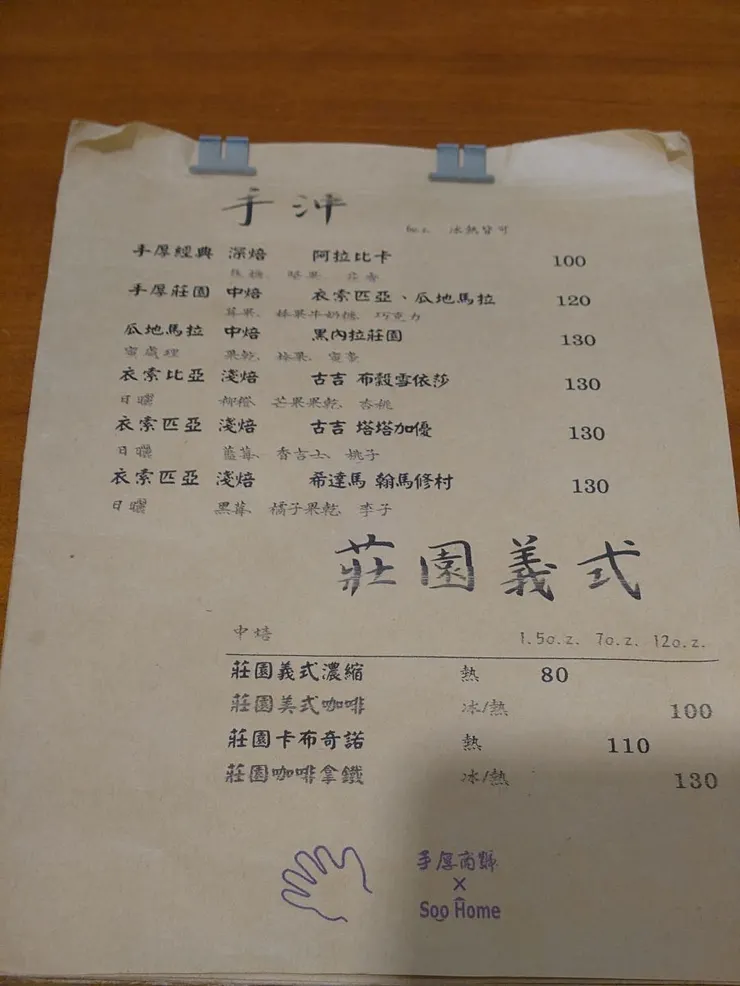 手沖
冰熱皆可
手厚經典 深焙 阿拉比卡 100
焦糖 堅果
手厚莊園 中焙 衣索匹亞、瓜地馬拉 120
莓果 榛果牛奶糖 巧克力
瓜地馬拉 中焙 黑內拉莊園 130
蜜處理 果乾 榛果
衣索比亞 淺焙 古吉 布穀雪依莎 130
日曬 柳橙 芒果果乾 杏桃
衣索匹亞 淺焙 古吉 塔塔加優 130
日曬 藍莓 香吉士 桃子
衣索匹亞 淺焙 希達馬 翰馬修村 130
日曬 黑莓 橘子果乾 李子
莊園義式
中焙 1.5o.z. 7o.z. 12o.z.
莊園義式濃縮 熱 80
莊園美式咖啡 冰/熱 100
莊園卡布奇諾 熱 110
莊園咖啡拿鐵 冰/熱 130
手厚商號
×
Soo Home